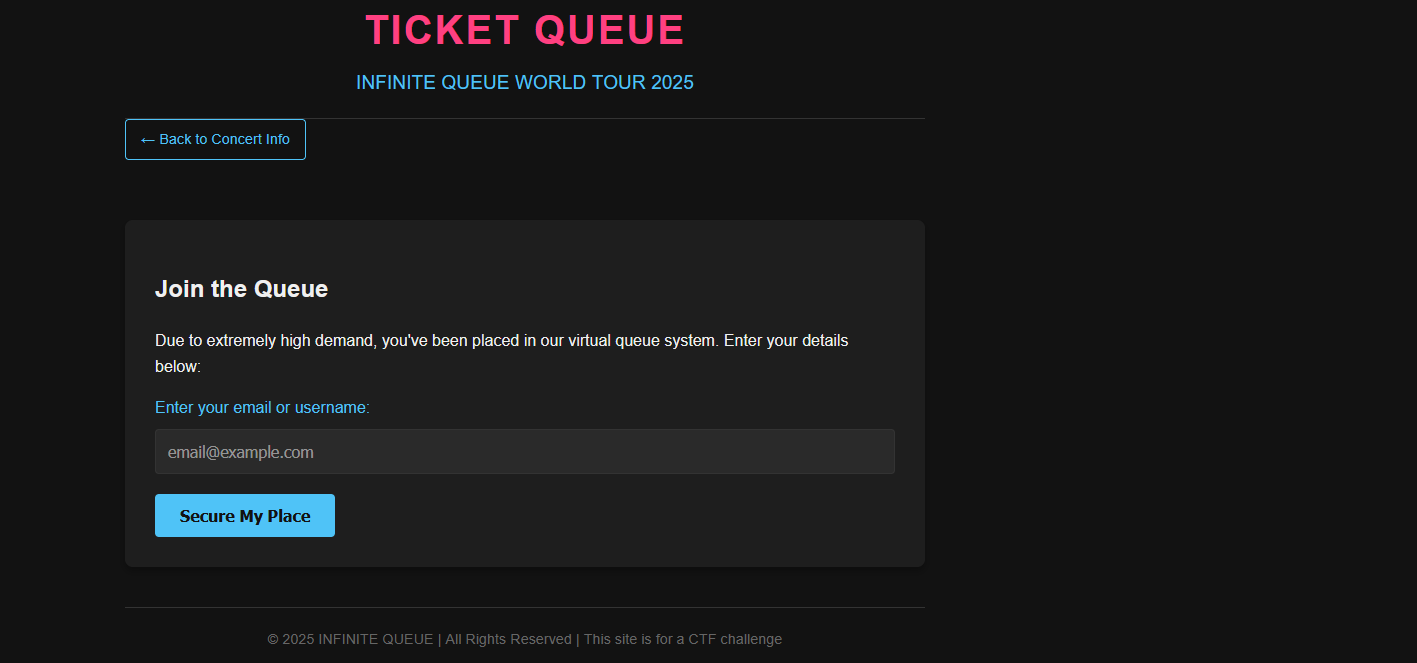 TICKET QUEUE
INFINITE QUEUE WORLD TOUR 2025
← Back to Concert Info
Join the Queue
Due to extremely high demand, you've been placed in our virtual queue system. Enter your details
below:
Enter your email or username:
email@example.com
Secure My Place
© 2025 INFINITE QUEUE | All Rights Reserved | This site is for a CTF challenge